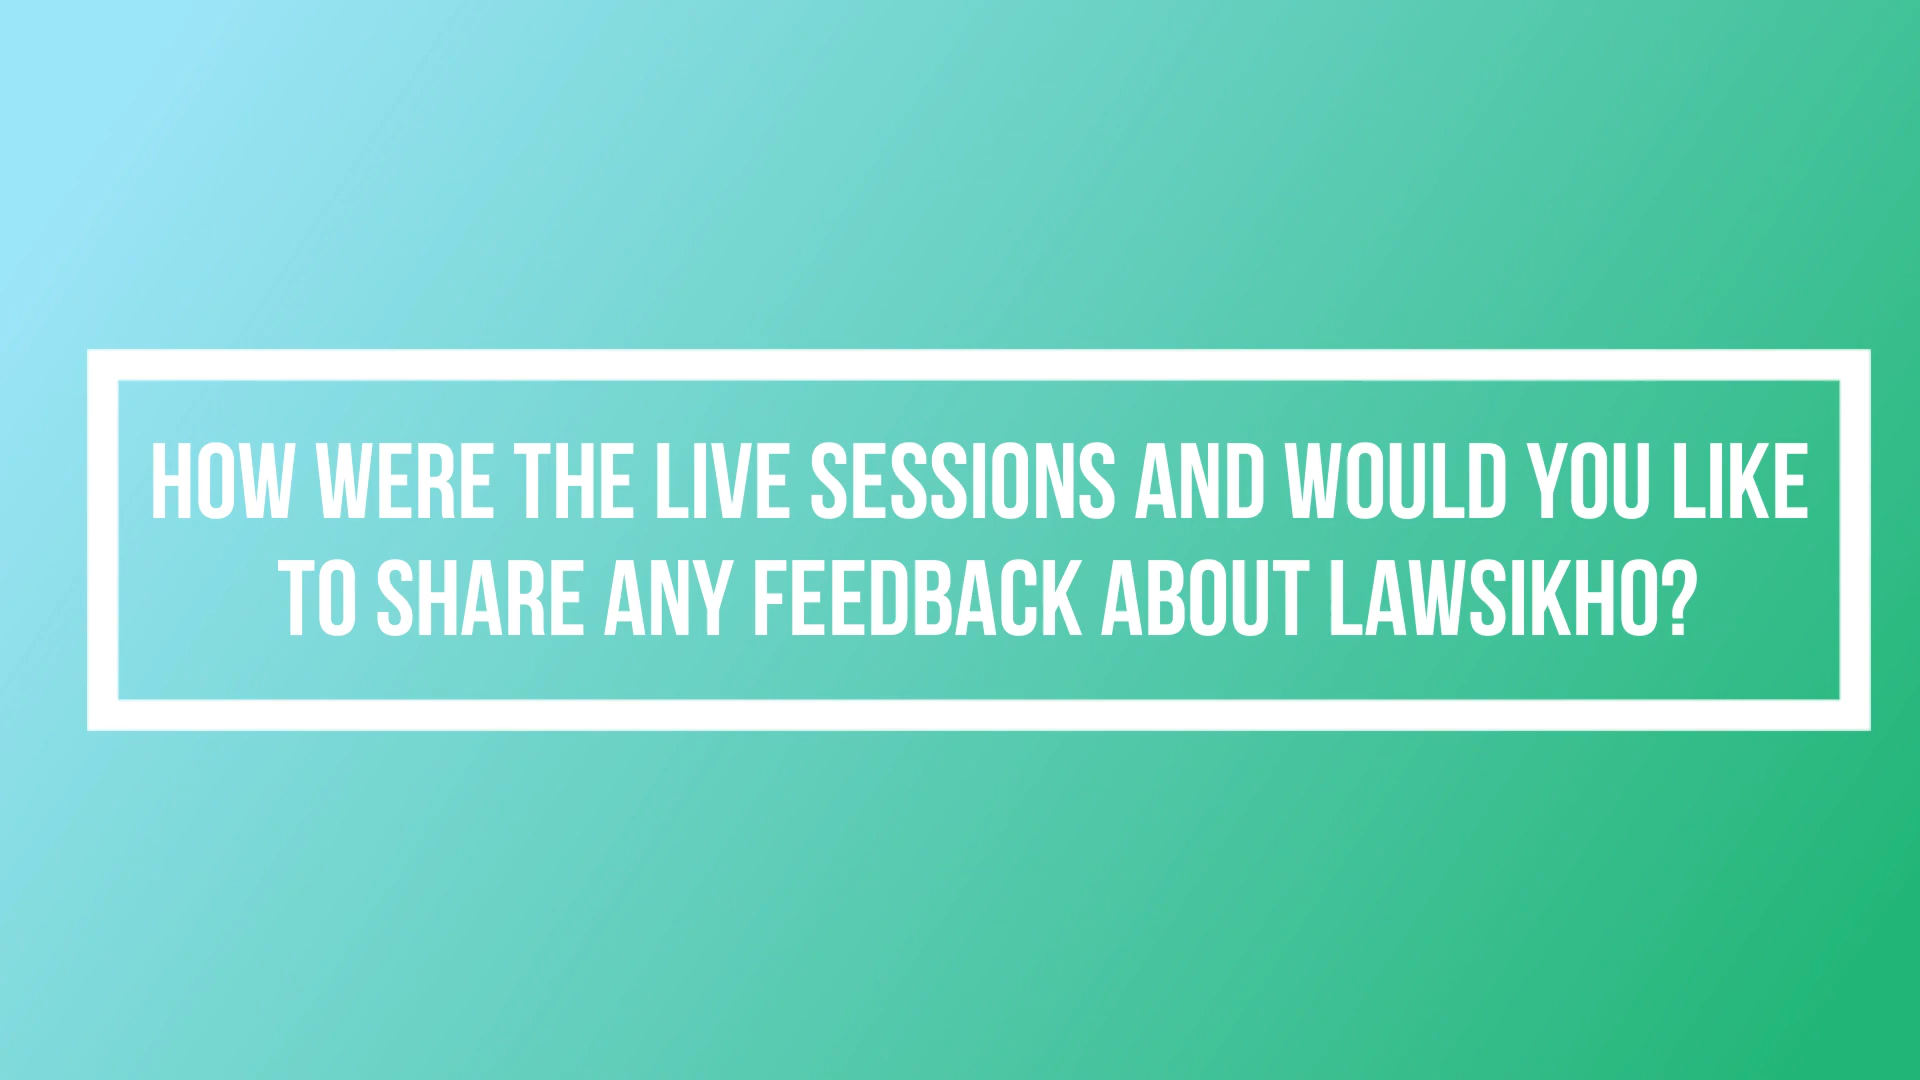 HOW WERE THE LIVE SESSIONS AND WOULD YOU LIKE
TO SHARE ANY FEEDBACK ABOUT LAWSIKHO?